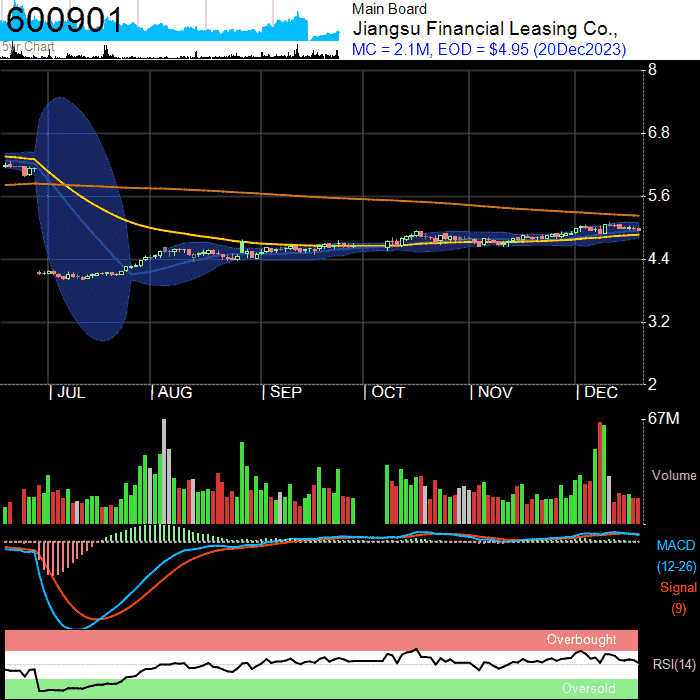 600901
5yr Chart
Main Board
Jiangsu Financial Leasing Co.,
MC = 2.1M, EOD = $4.95 (20Dec2023)
8
6.8
5.6
4.4
3.2
2
| JUL | AUG | SEP | OCT | NOV | DEC
67M
Volume
MACD
(12-26)
Signal
(9)
Overbought
RSI(14)
Oversold